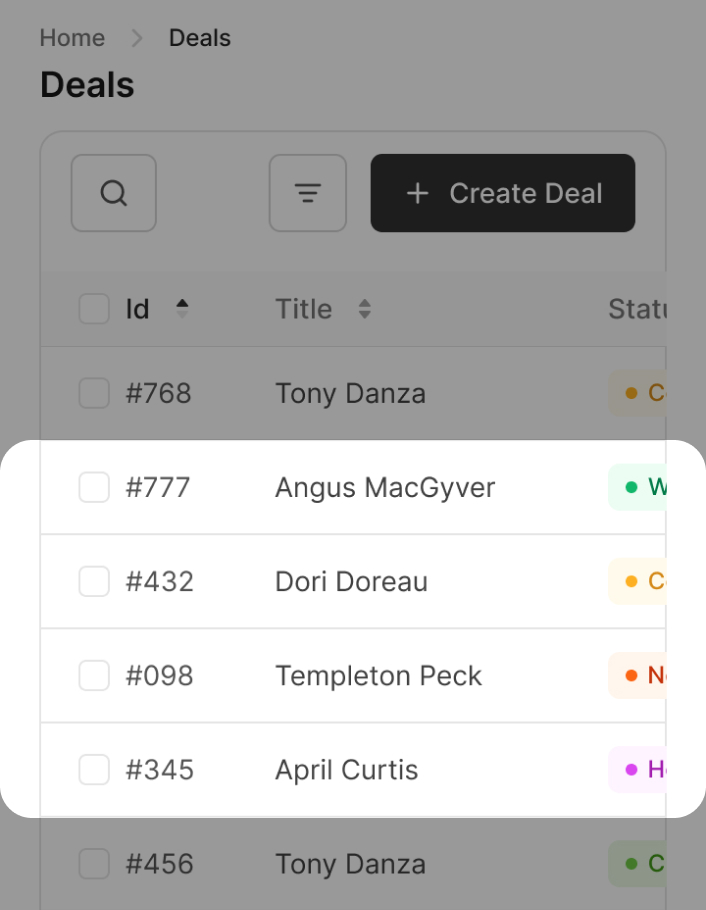 Home Deals
Deals
Create Deal
Id Title
#768 Tony Danza
#777 Angus MacGyver
#432 Dori Doreau
#098 Templeton Peck
#345 April Curtis
#456 Tony Danza